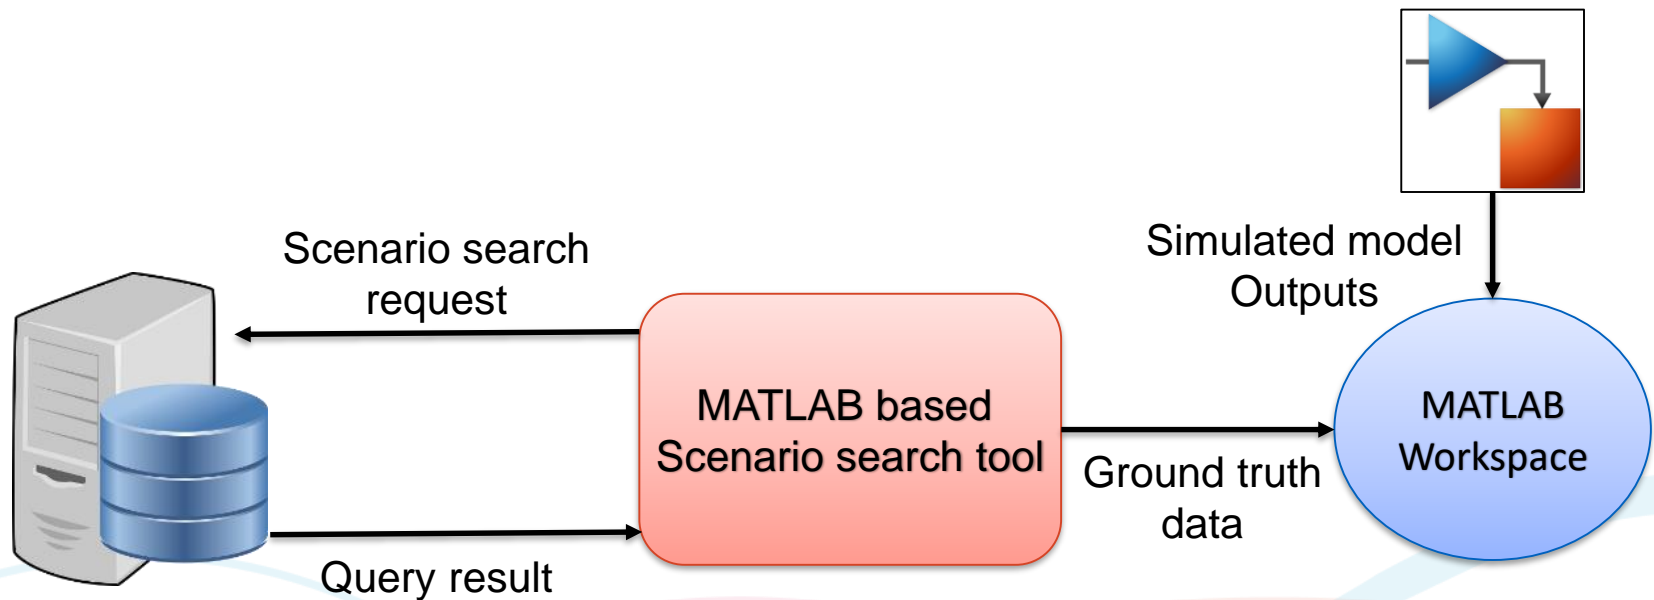 Scenario search
request
Query result
MATLAB based
Scenario search tool
Ground truth
data
Simulated model
Outputs
MATLAB
Workspace